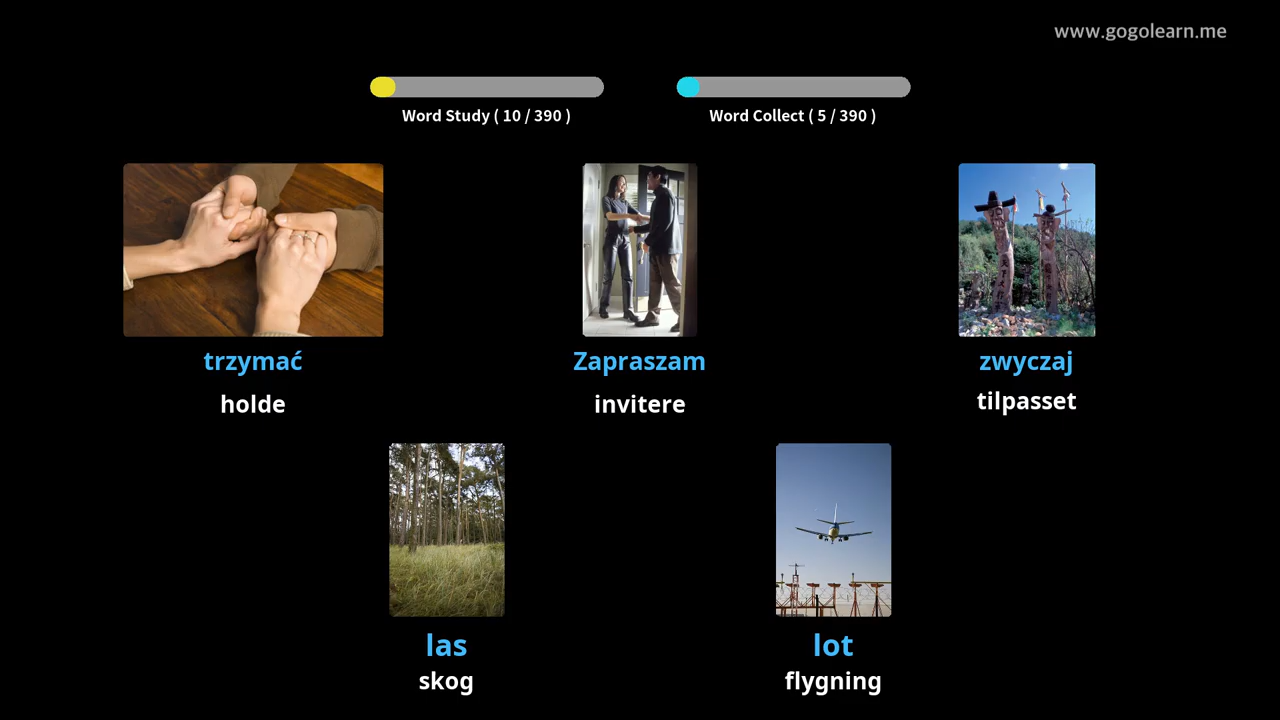 www.gogolearn.me
Word Study ( 10 / 390 )
Word Collect ( 5 / 390 )
trzymać
holde
Zapraszam
invitere
zwyczaj
tilpasset
las
skog
lot
flygning